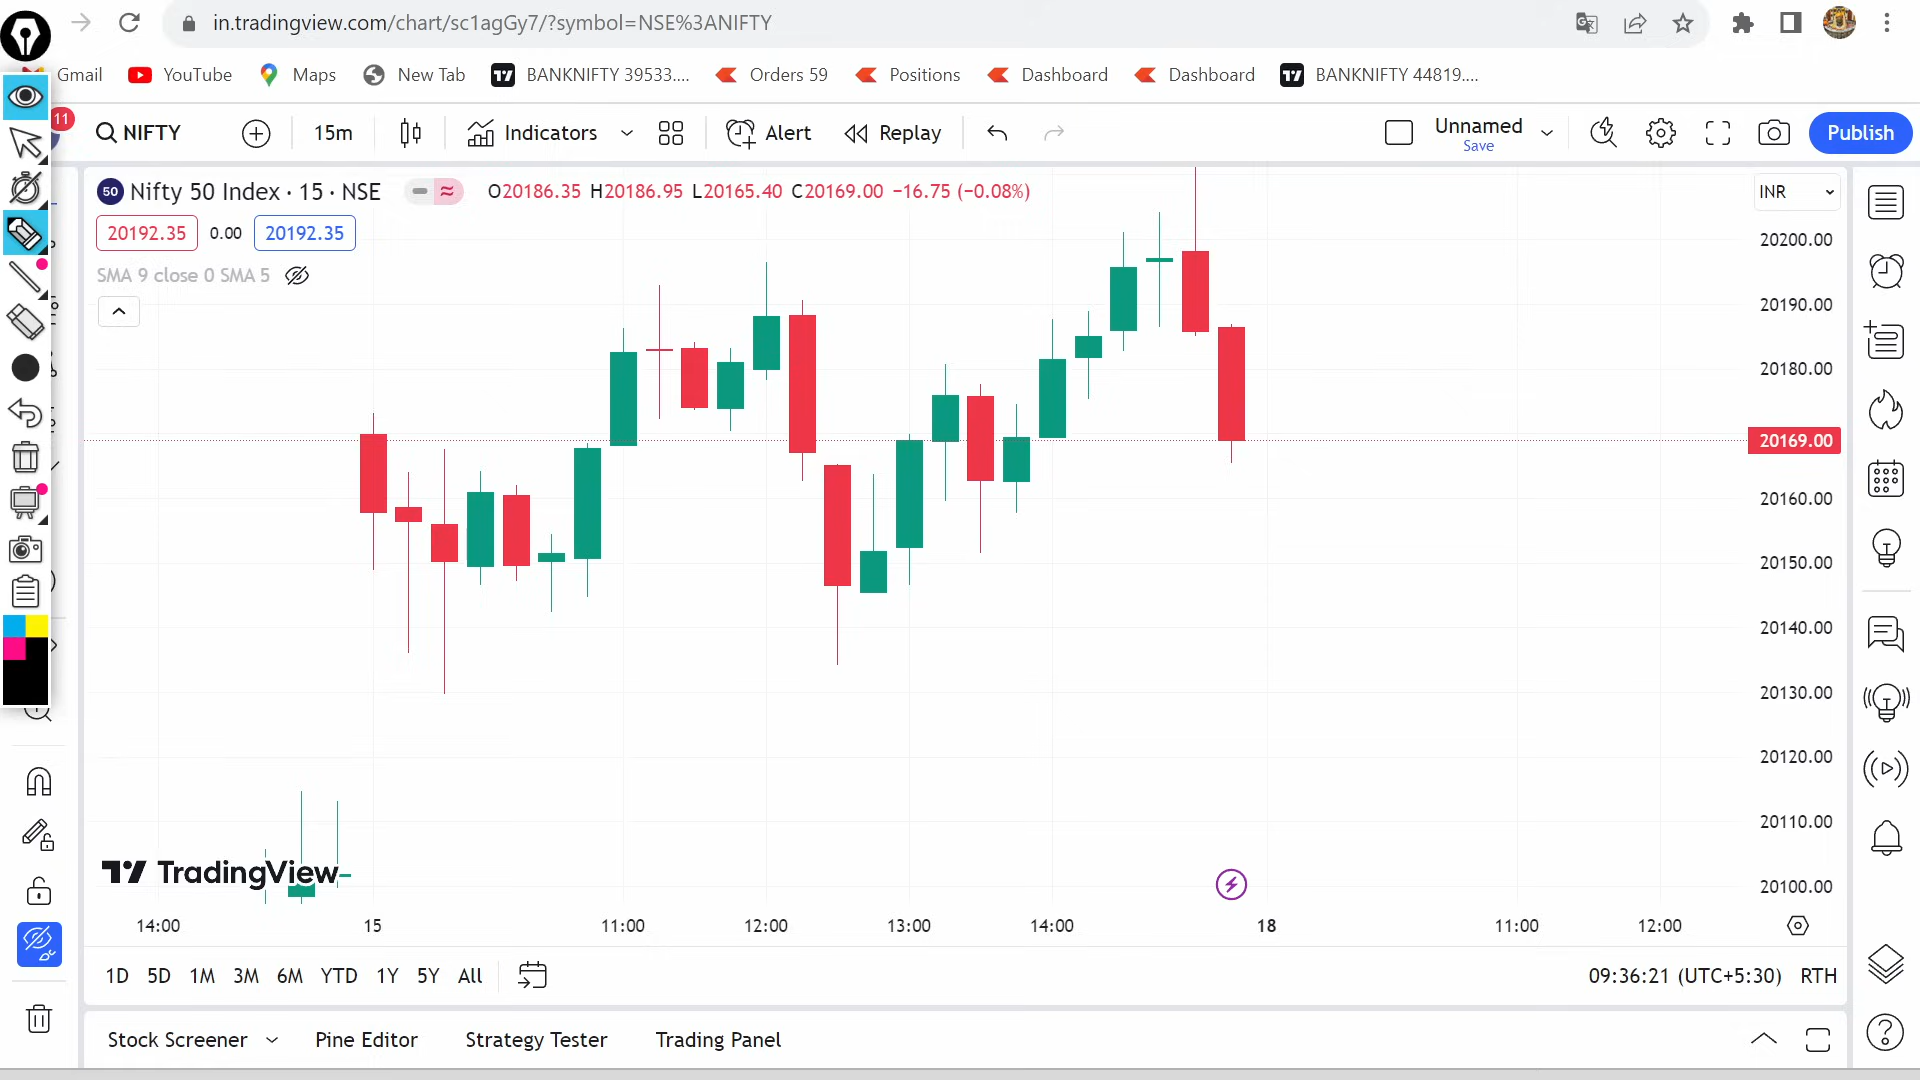 in.tradingview.com/chart/sc1agGy7/?symbol=NSE%3ANIFTY
Gmail YouTube Maps New Tab BANKNIFTY 39533.... Orders 59 Positions Dashboard Dashboard BANKNIFTY 44819....
11
NIFTY 15m Indicators Alert Replay Unnamed Save Publish
50 Nifty 50 Index · 15 · NSE O20186.35 H20186.95 L20165.40 C20169.00 −16.75 (−0.08%) INR
20192.35 0.00 20192.35
SMA 9 close 0 SMA 5
20200.00
20190.00
20180.00
20169.00
20160.00
20150.00
20140.00
20130.00
20120.00
20110.00
20100.00
TradingView
14:00 15 11:00 12:00 13:00 14:00 18 11:00 12:00
1D 5D 1M 3M 6M YTD 1Y 5Y All 09:36:21 (UTC+5:30) RTH
Stock Screener Pine Editor Strategy Tester Trading Panel